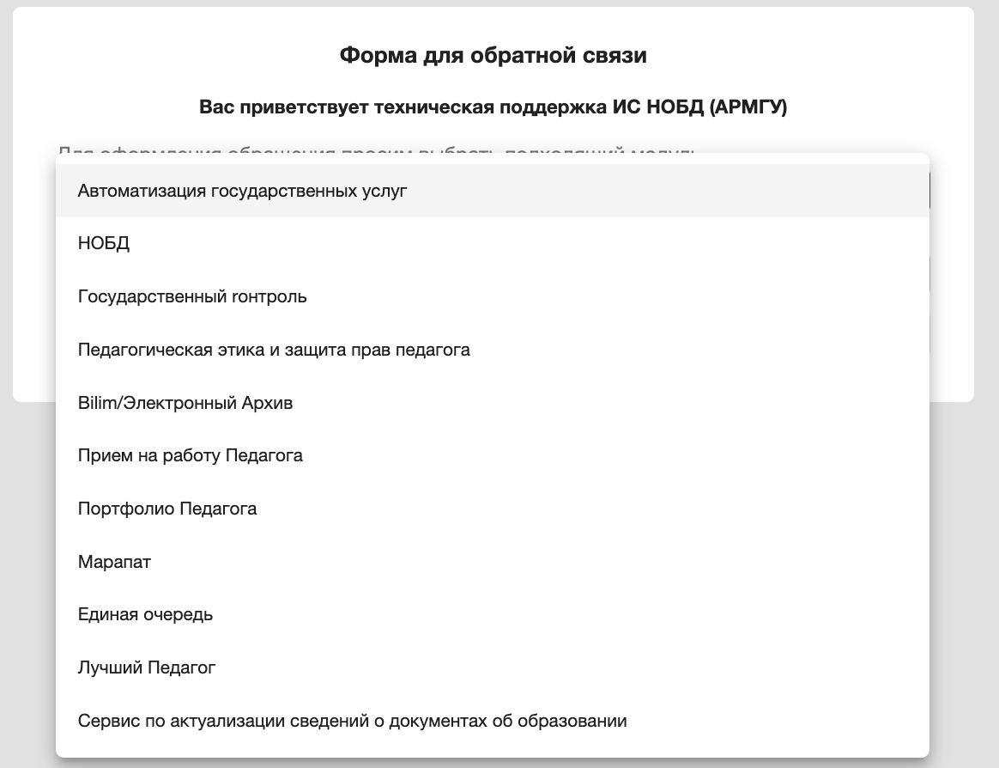 Форма для обратной связи
Вас приветствует техническая поддержка ИС НОБД (АРМГУ)
Для оформления обращения просим выбрать подходящий модуль
Автоматизация государственных услуг
НОБД
Государственный гонтроль
Педагогическая этика и защита прав педагога
Bilim/Электронный Архив
Прием на работу Педагога
Портфолио Педагога
Марапат
Единая очередь
Лучший Педагог
Сервис по актуализации сведений о документах об образовании